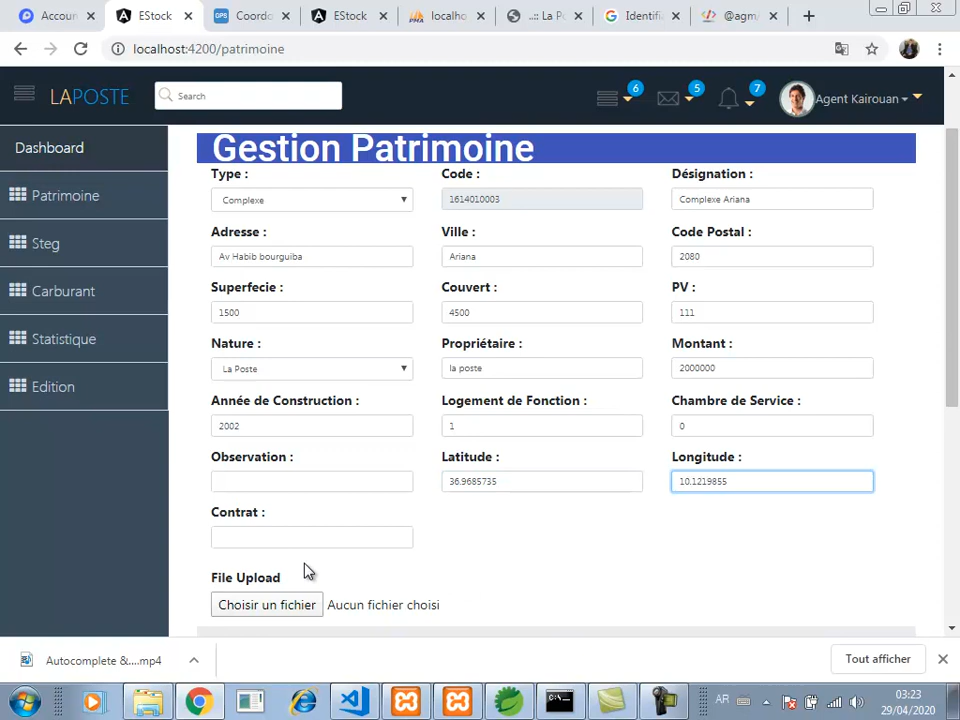 Accoun
EStock
Coordo
EStock
localho
..:: La Po
Identifi
@agm/
localhost:4200/patrimoine
LAPOSTE
Search
6
5
7
Agent Kairouan
Dashboard
Patrimoine
Steg
Carburant
Statistique
Edition
Gestion Patrimoine
Type :
Code :
Désignation :
Complexe
1614010003
Complexe Ariana
Adresse :
Ville :
Code Postal :
Av Habib bourguiba
Ariana
2080
Superfecie :
Couvert :
PV :
1500
4500
111
Nature :
Propriétaire :
Montant :
La Poste
la poste
2000000
Année de Construction :
Logement de Fonction :
Chambre de Service :
2002
1
0
Observation :
Latitude :
Longitude :
36.9685735
10.1219855
Contrat :
File Upload
Choisir un fichier
Aucun fichier choisi
Autocomplete &....mp4
Tout afficher
AR
03:23
29/04/2020